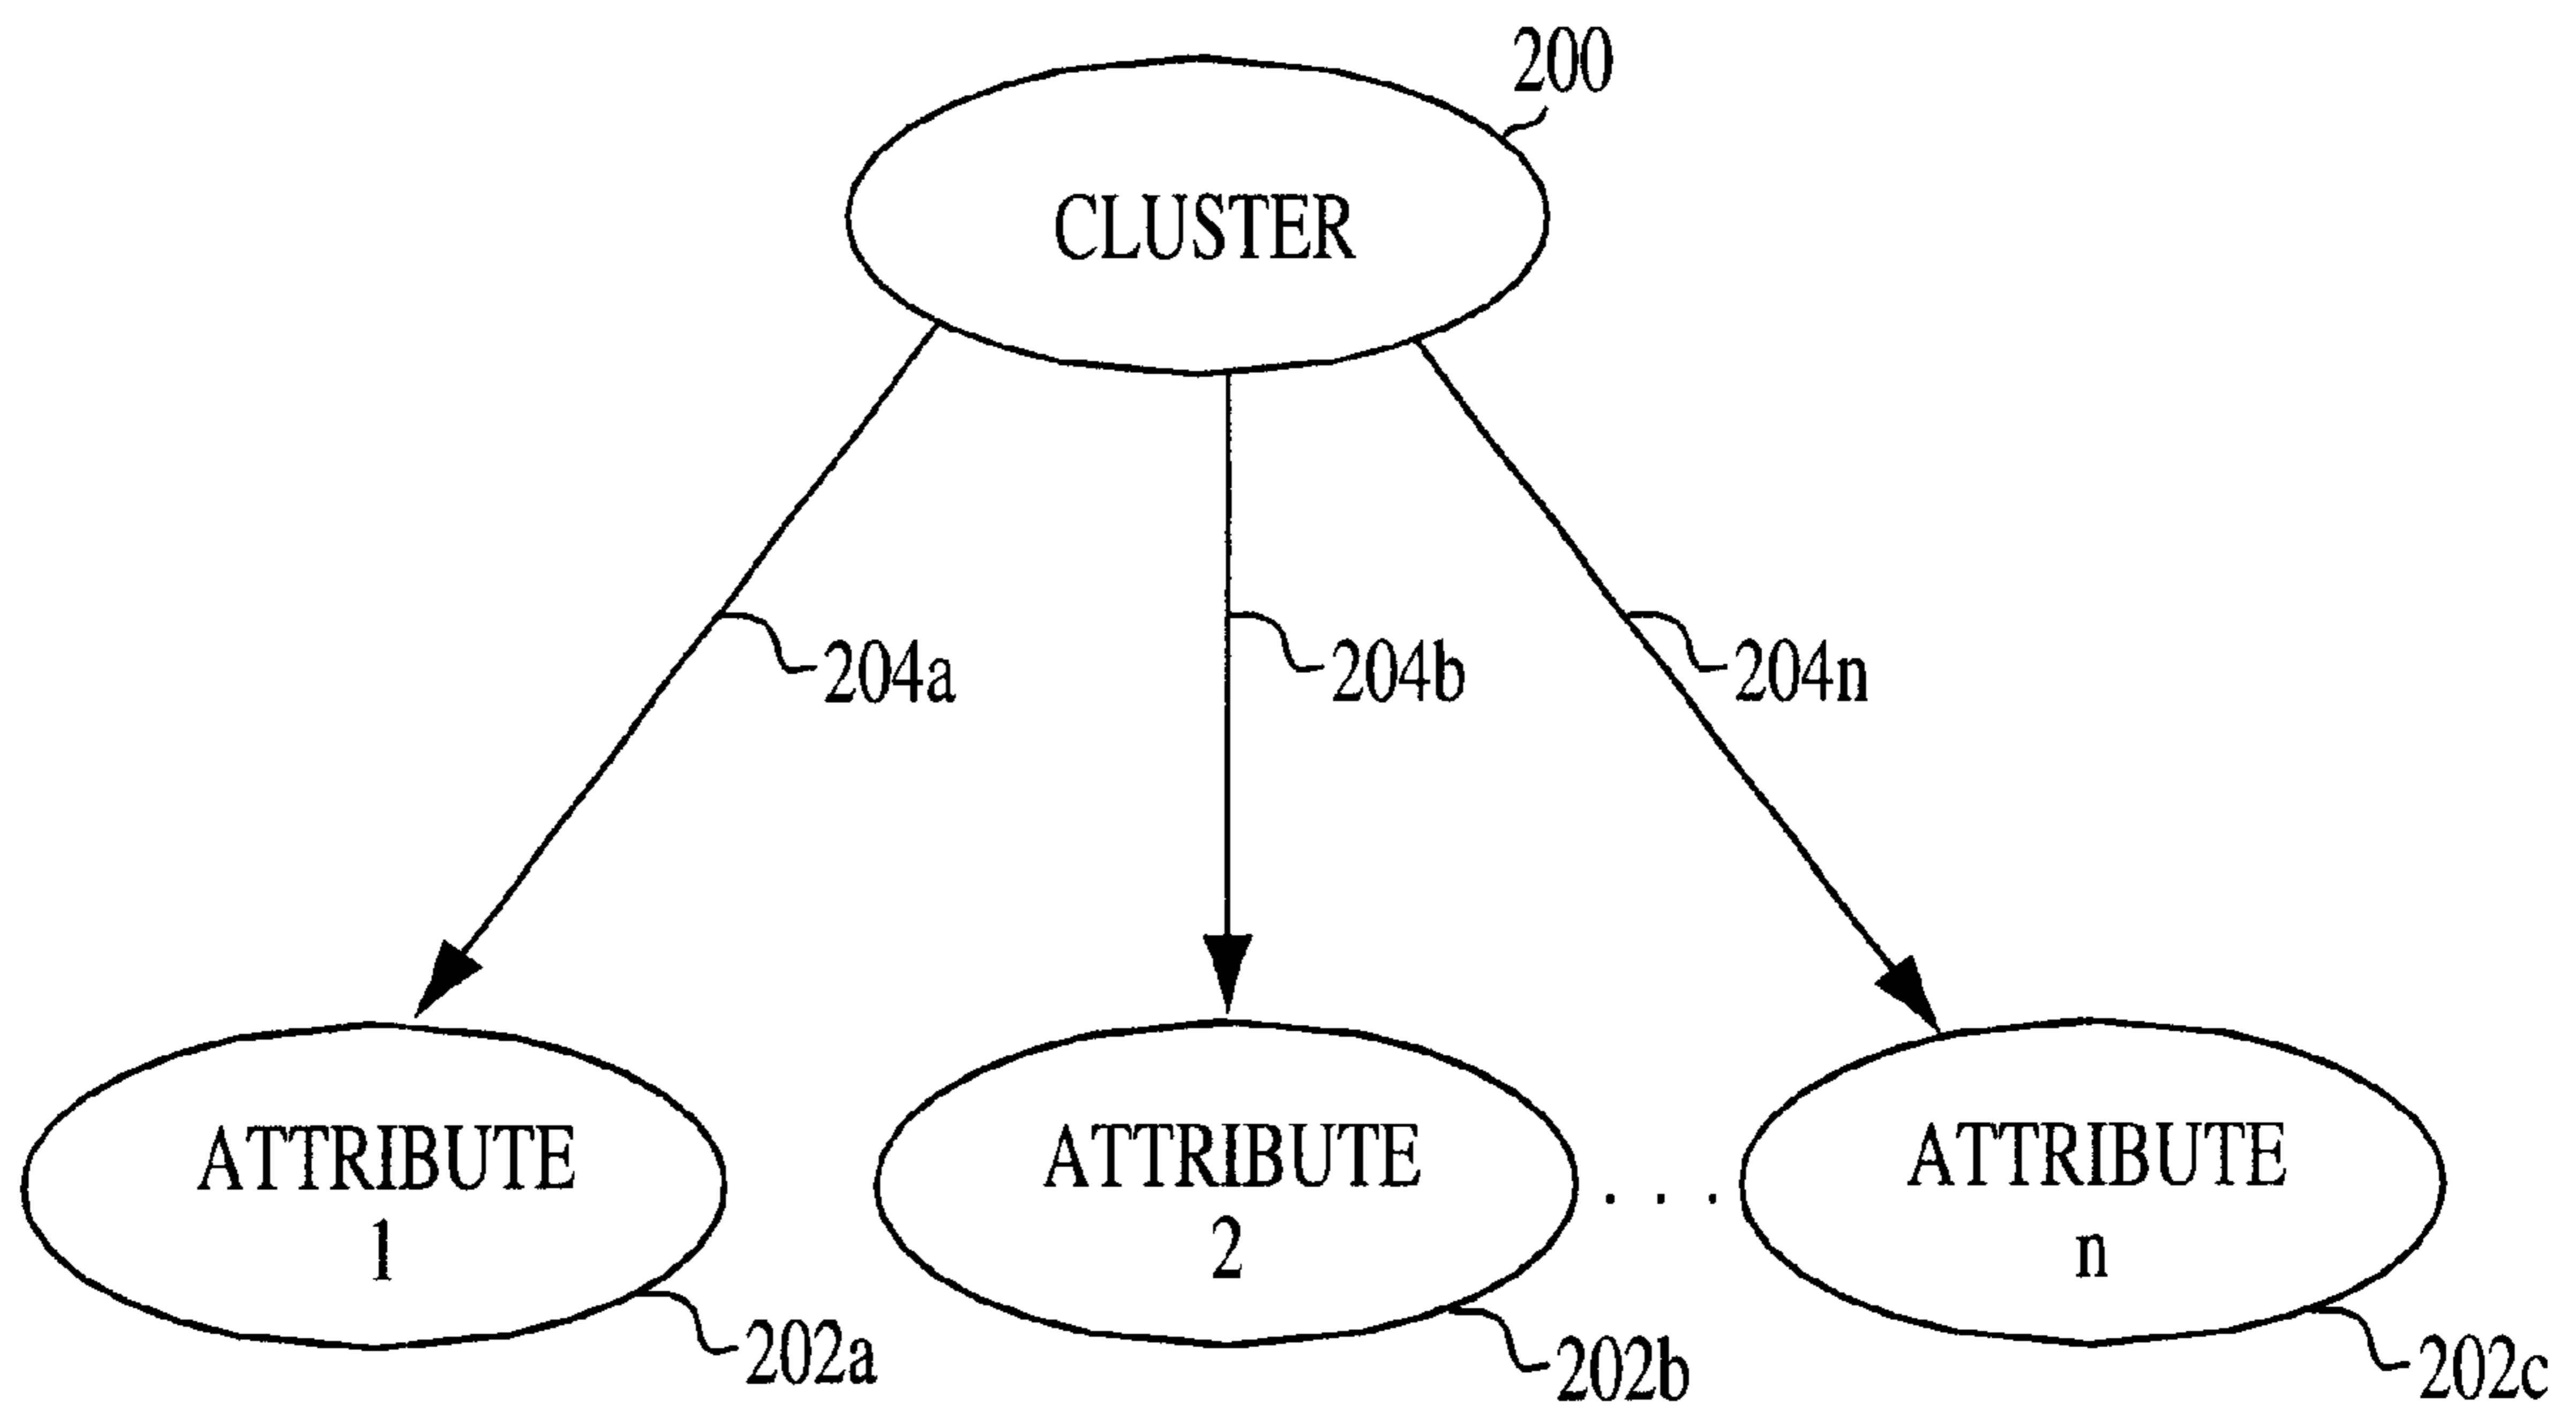 200
CLUSTER
204a
204b
204n
ATTRIBUTE
1
ATTRIBUTE
2
. . .
ATTRIBUTE
n
202a
202b
202c